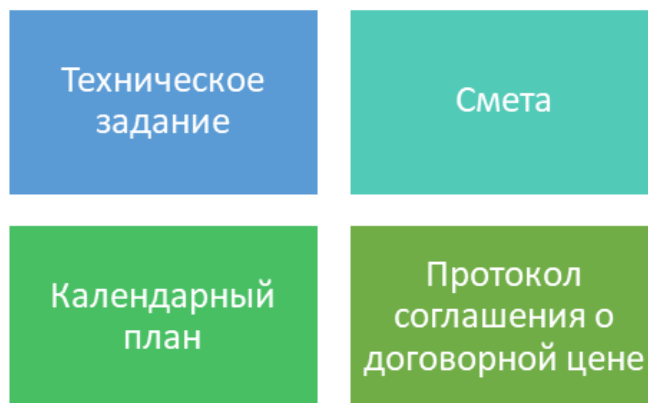 Техническое
задание
Смета
Календарный
план
Протокол
соглашения о
договорной цене